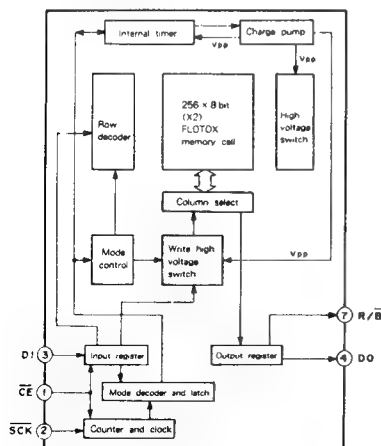 Internal timer
Charge pump
Vpp
Vpp
Row
decoder
256 × 8 bit
(X2)
FLOTOX
memory cell
High
voltage
switch
Column select
Mode
control
Write high
voltage
switch
Vpp
7 R/B̅
DI 3
Input register
Output register
4 DO
C̅E̅ 1
Mode decoder and latch
S̅C̅K̅ 2
Counter and clock